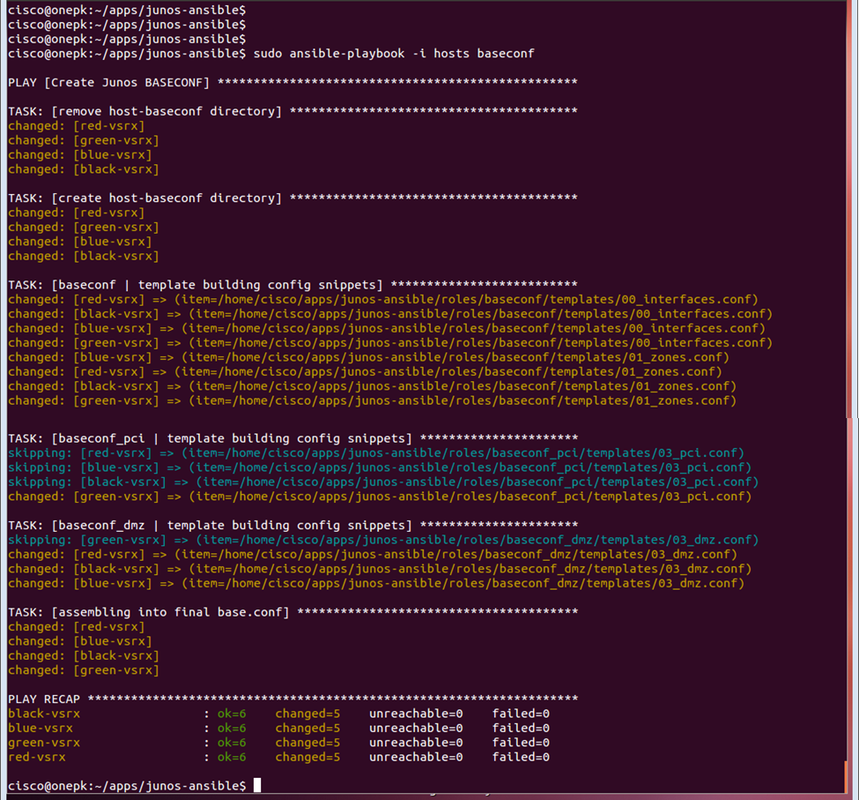 cisco@onepk:~/apps/junos-ansible$
cisco@onepk:~/apps/junos-ansible$
cisco@onepk:~/apps/junos-ansible$
cisco@onepk:~/apps/junos-ansible$ sudo ansible-playbook -i hosts baseconf
PLAY [Create Junos BASECONF] **************************************************
TASK: [remove host-baseconf directory] ****************************************
changed: [red-vsrx]
changed: [green-vsrx]
changed: [blue-vsrx]
changed: [black-vsrx]
TASK: [create host-baseconf directory] ****************************************
changed: [red-vsrx]
changed: [green-vsrx]
changed: [blue-vsrx]
changed: [black-vsrx]
TASK: [baseconf | template building config snippets] **************************
changed: [red-vsrx] => (item=/home/cisco/apps/junos-ansible/roles/baseconf/templates/00_interfaces.conf)
changed: [black-vsrx] => (item=/home/cisco/apps/junos-ansible/roles/baseconf/templates/00_interfaces.conf)
changed: [blue-vsrx] => (item=/home/cisco/apps/junos-ansible/roles/baseconf/templates/00_interfaces.conf)
changed: [green-vsrx] => (item=/home/cisco/apps/junos-ansible/roles/baseconf/templates/00_interfaces.conf)
changed: [blue-vsrx] => (item=/home/cisco/apps/junos-ansible/roles/baseconf/templates/01_zones.conf)
changed: [red-vsrx] => (item=/home/cisco/apps/junos-ansible/roles/baseconf/templates/01_zones.conf)
changed: [black-vsrx] => (item=/home/cisco/apps/junos-ansible/roles/baseconf/templates/01_zones.conf)
changed: [green-vsrx] => (item=/home/cisco/apps/junos-ansible/roles/baseconf/templates/01_zones.conf)
TASK: [baseconf_pci | template building config snippets] **********************
skipping: [red-vsrx] => (item=/home/cisco/apps/junos-ansible/roles/baseconf_pci/templates/03_pci.conf)
skipping: [blue-vsrx] => (item=/home/cisco/apps/junos-ansible/roles/baseconf_pci/templates/03_pci.conf)
skipping: [black-vsrx] => (item=/home/cisco/apps/junos-ansible/roles/baseconf_pci/templates/03_pci.conf)
changed: [green-vsrx] => (item=/home/cisco/apps/junos-ansible/roles/baseconf_pci/templates/03_pci.conf)
TASK: [baseconf_dmz | template building config snippets] **********************
skipping: [green-vsrx] => (item=/home/cisco/apps/junos-ansible/roles/baseconf_dmz/templates/03_dmz.conf)
changed: [red-vsrx] => (item=/home/cisco/apps/junos-ansible/roles/baseconf_dmz/templates/03_dmz.conf)
changed: [black-vsrx] => (item=/home/cisco/apps/junos-ansible/roles/baseconf_dmz/templates/03_dmz.conf)
changed: [blue-vsrx] => (item=/home/cisco/apps/junos-ansible/roles/baseconf_dmz/templates/03_dmz.conf)
TASK: [assembling into final base.conf] ***************************************
changed: [red-vsrx]
changed: [blue-vsrx]
changed: [black-vsrx]
changed: [green-vsrx]
PLAY RECAP ********************************************************************
black-vsrx : ok=6 changed=5 unreachable=0 failed=0
blue-vsrx : ok=6 changed=5 unreachable=0 failed=0
green-vsrx : ok=6 changed=5 unreachable=0 failed=0
red-vsrx : ok=6 changed=5 unreachable=0 failed=0
cisco@onepk:~/apps/junos-ansible$